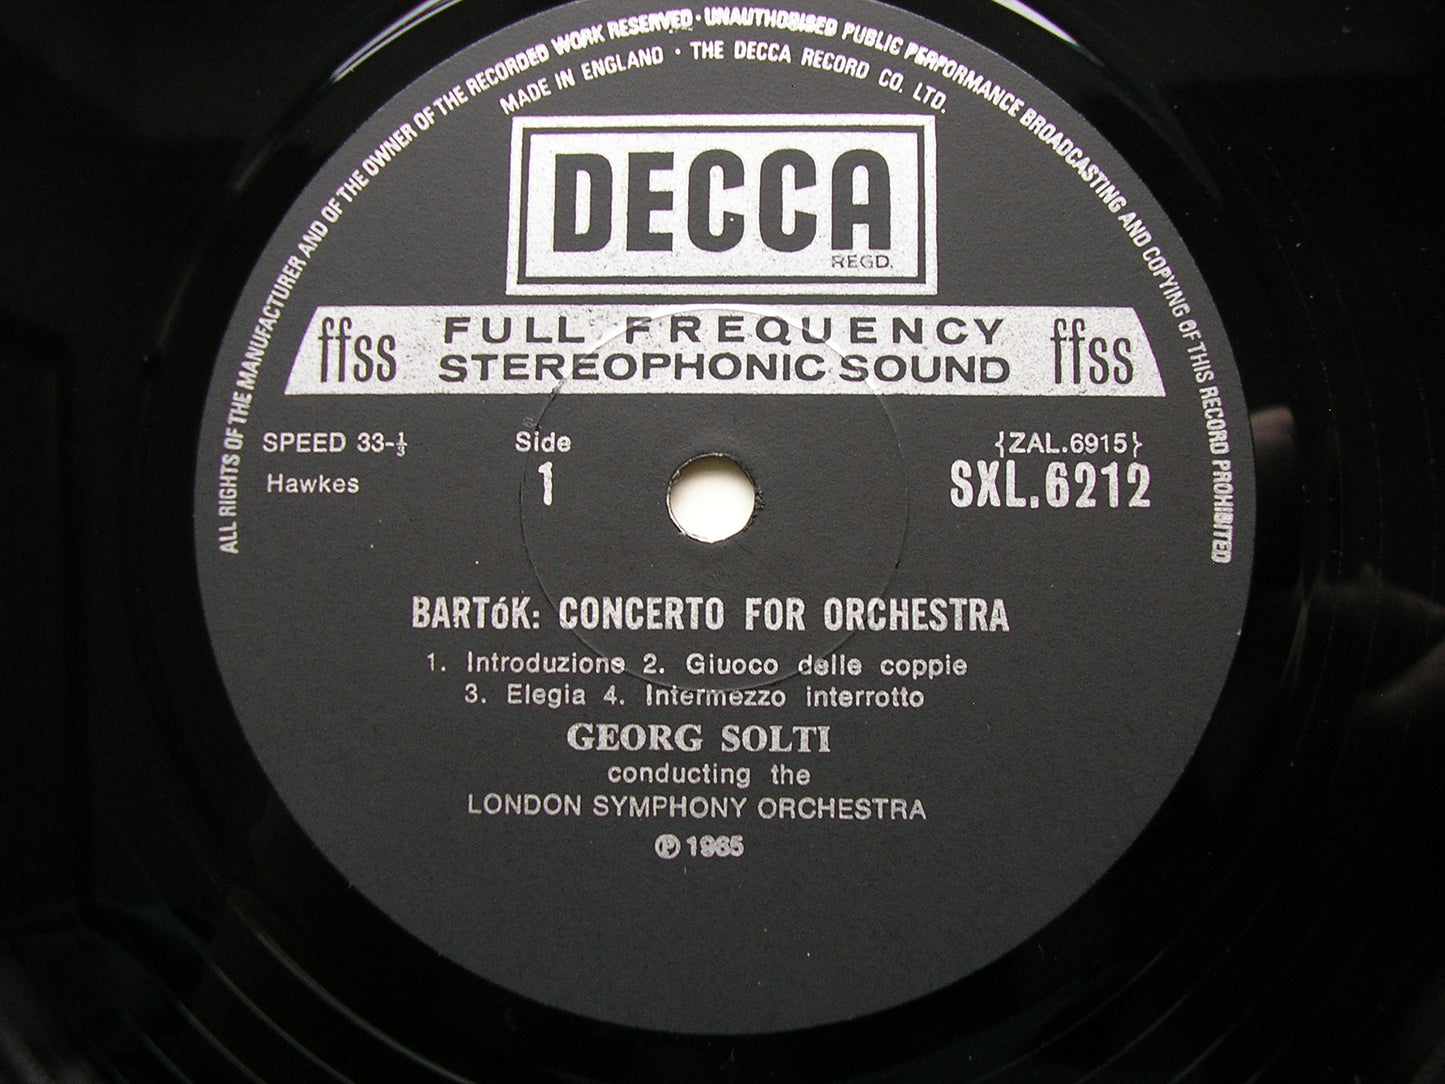 ALL RIGHTS OF THE MANUFACTURER AND OF THE OWNER OF THE RECORDED WORK RESERVED · UNAUTHORISED PUBLIC PERFORMANCE BROADCASTING AND COPYING OF THIS RECORD PROHIBITED
MADE IN ENGLAND · THE DECCA RECORD CO. LTD.
DECCA
REGD.
ffss FULL FREQUENCY ffss
STEREOPHONIC SOUND
SPEED 33-⅓ Side {ZAL.6915}
Hawkes 1 SXL.6212
BARTóK: CONCERTO FOR ORCHESTRA
1. Introduzione 2. Giuoco delle coppie
3. Elegia 4. Intermezzo interrotto
GEORG SOLTI
conducting the
LONDON SYMPHONY ORCHESTRA
℗ 1965